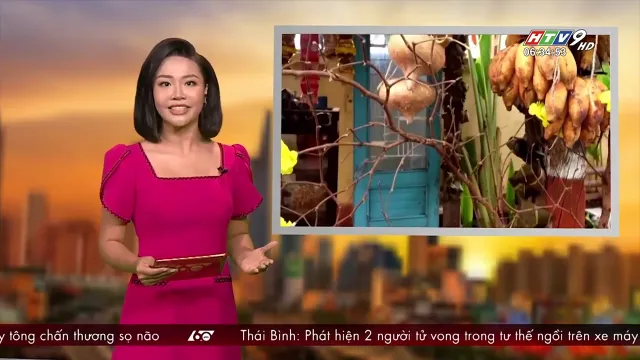 HTV9 HD
06:34:53
y tông chấn thương sọ não 60 Thái Bình: Phát hiện 2 người tử vong trong tư thế ngồi trên xe máy